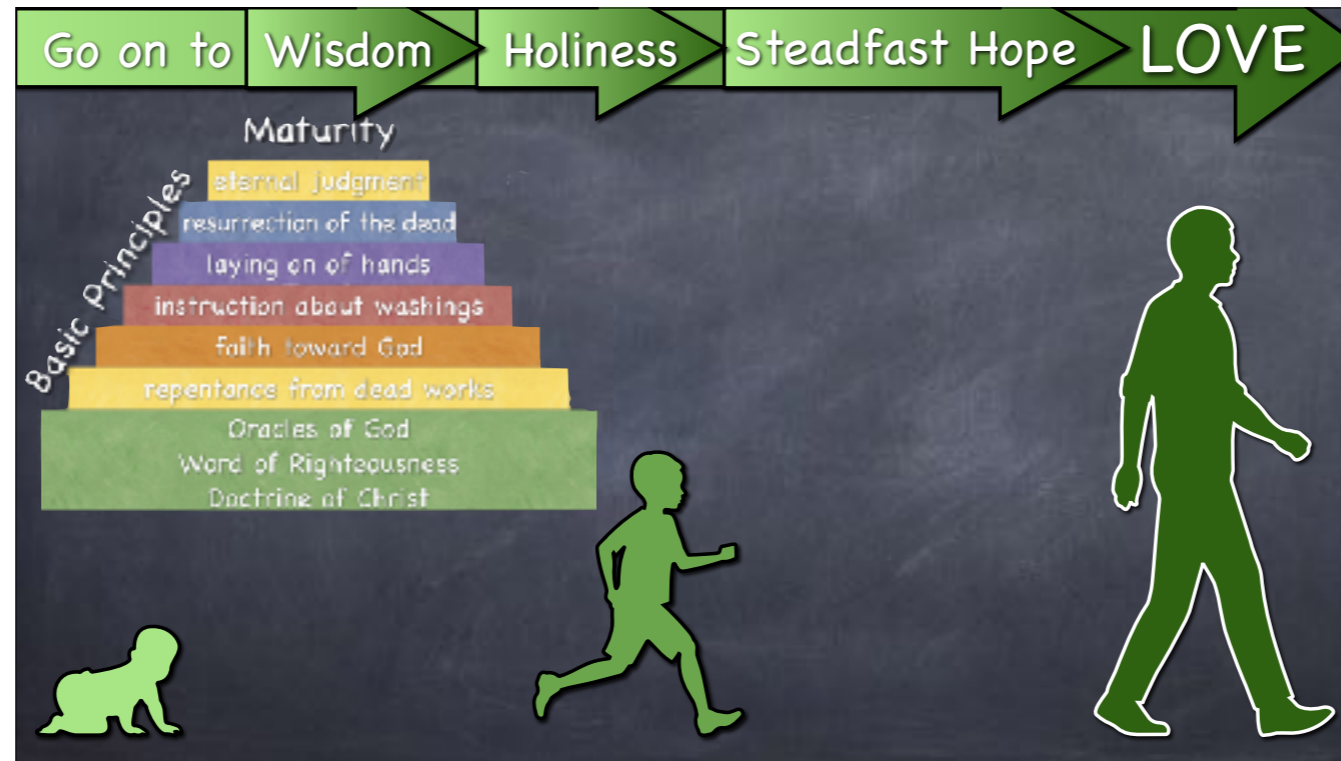 Go on to Wisdom Holiness Steadfast Hope LOVE
Maturity
Basic Principles
eternal judgment
resurrection of the dead
laying on of hands
instruction about washings
faith toward God
repentance from dead works
Oracles of God
Word of Righteousness
Doctrine of Christ